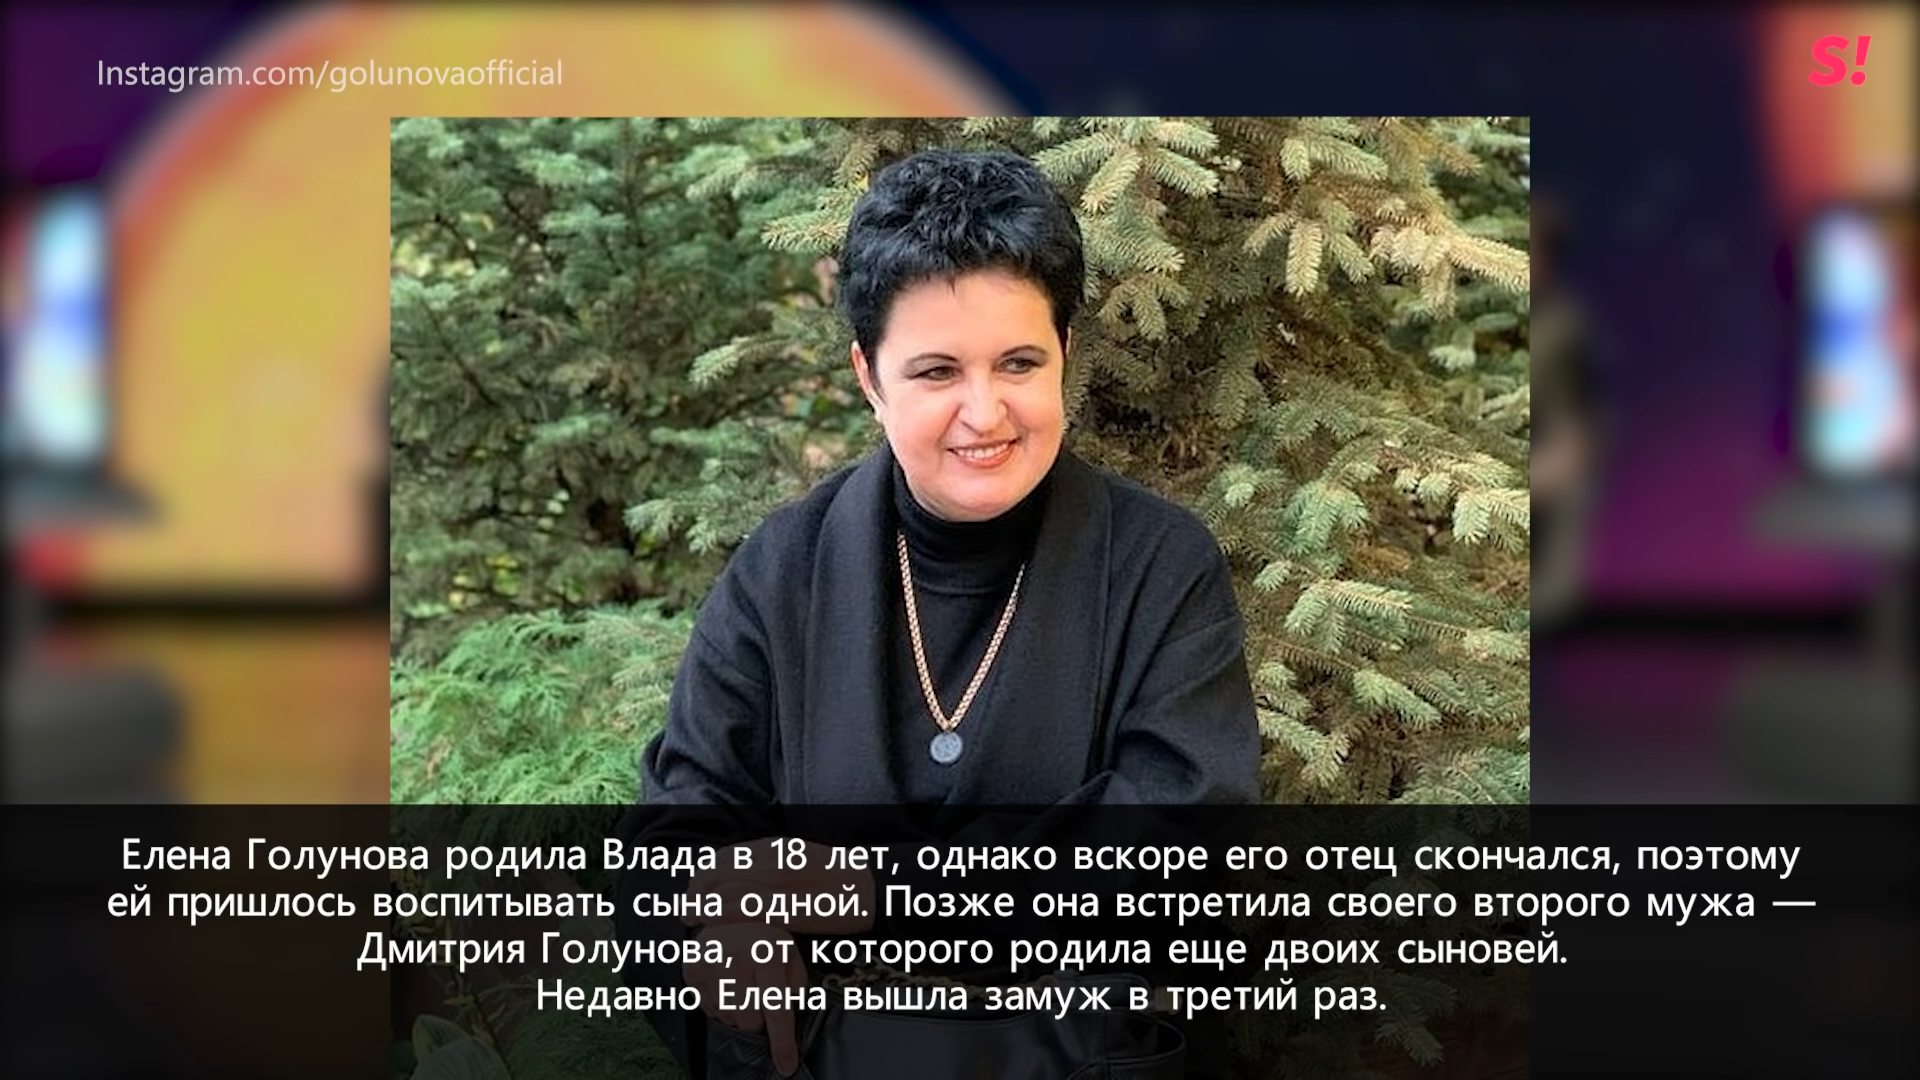 Instagram.com/golunovaofficial
S!
Елена Голунова родила Влада в 18 лет, однако вскоре его отец скончался, поэтому
ей пришлось воспитывать сына одной. Позже она встретила своего второго мужа —
Дмитрия Голунова, от которого родила еще двоих сыновей.
Недавно Елена вышла замуж в третий раз.